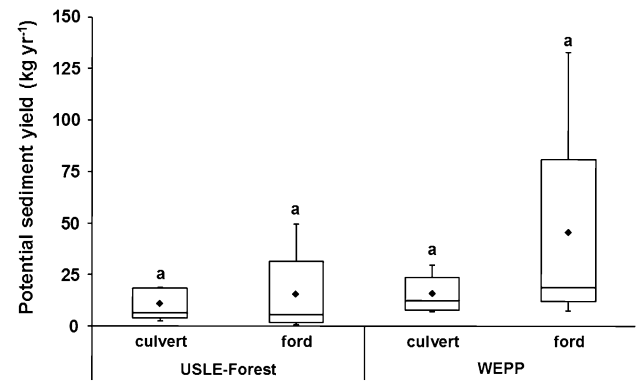 Potential sediment yield (kg yr⁻¹)
150
125
100
75
50
25
0
a
a
a
a
culvert
ford
culvert
ford
USLE-Forest
WEPP